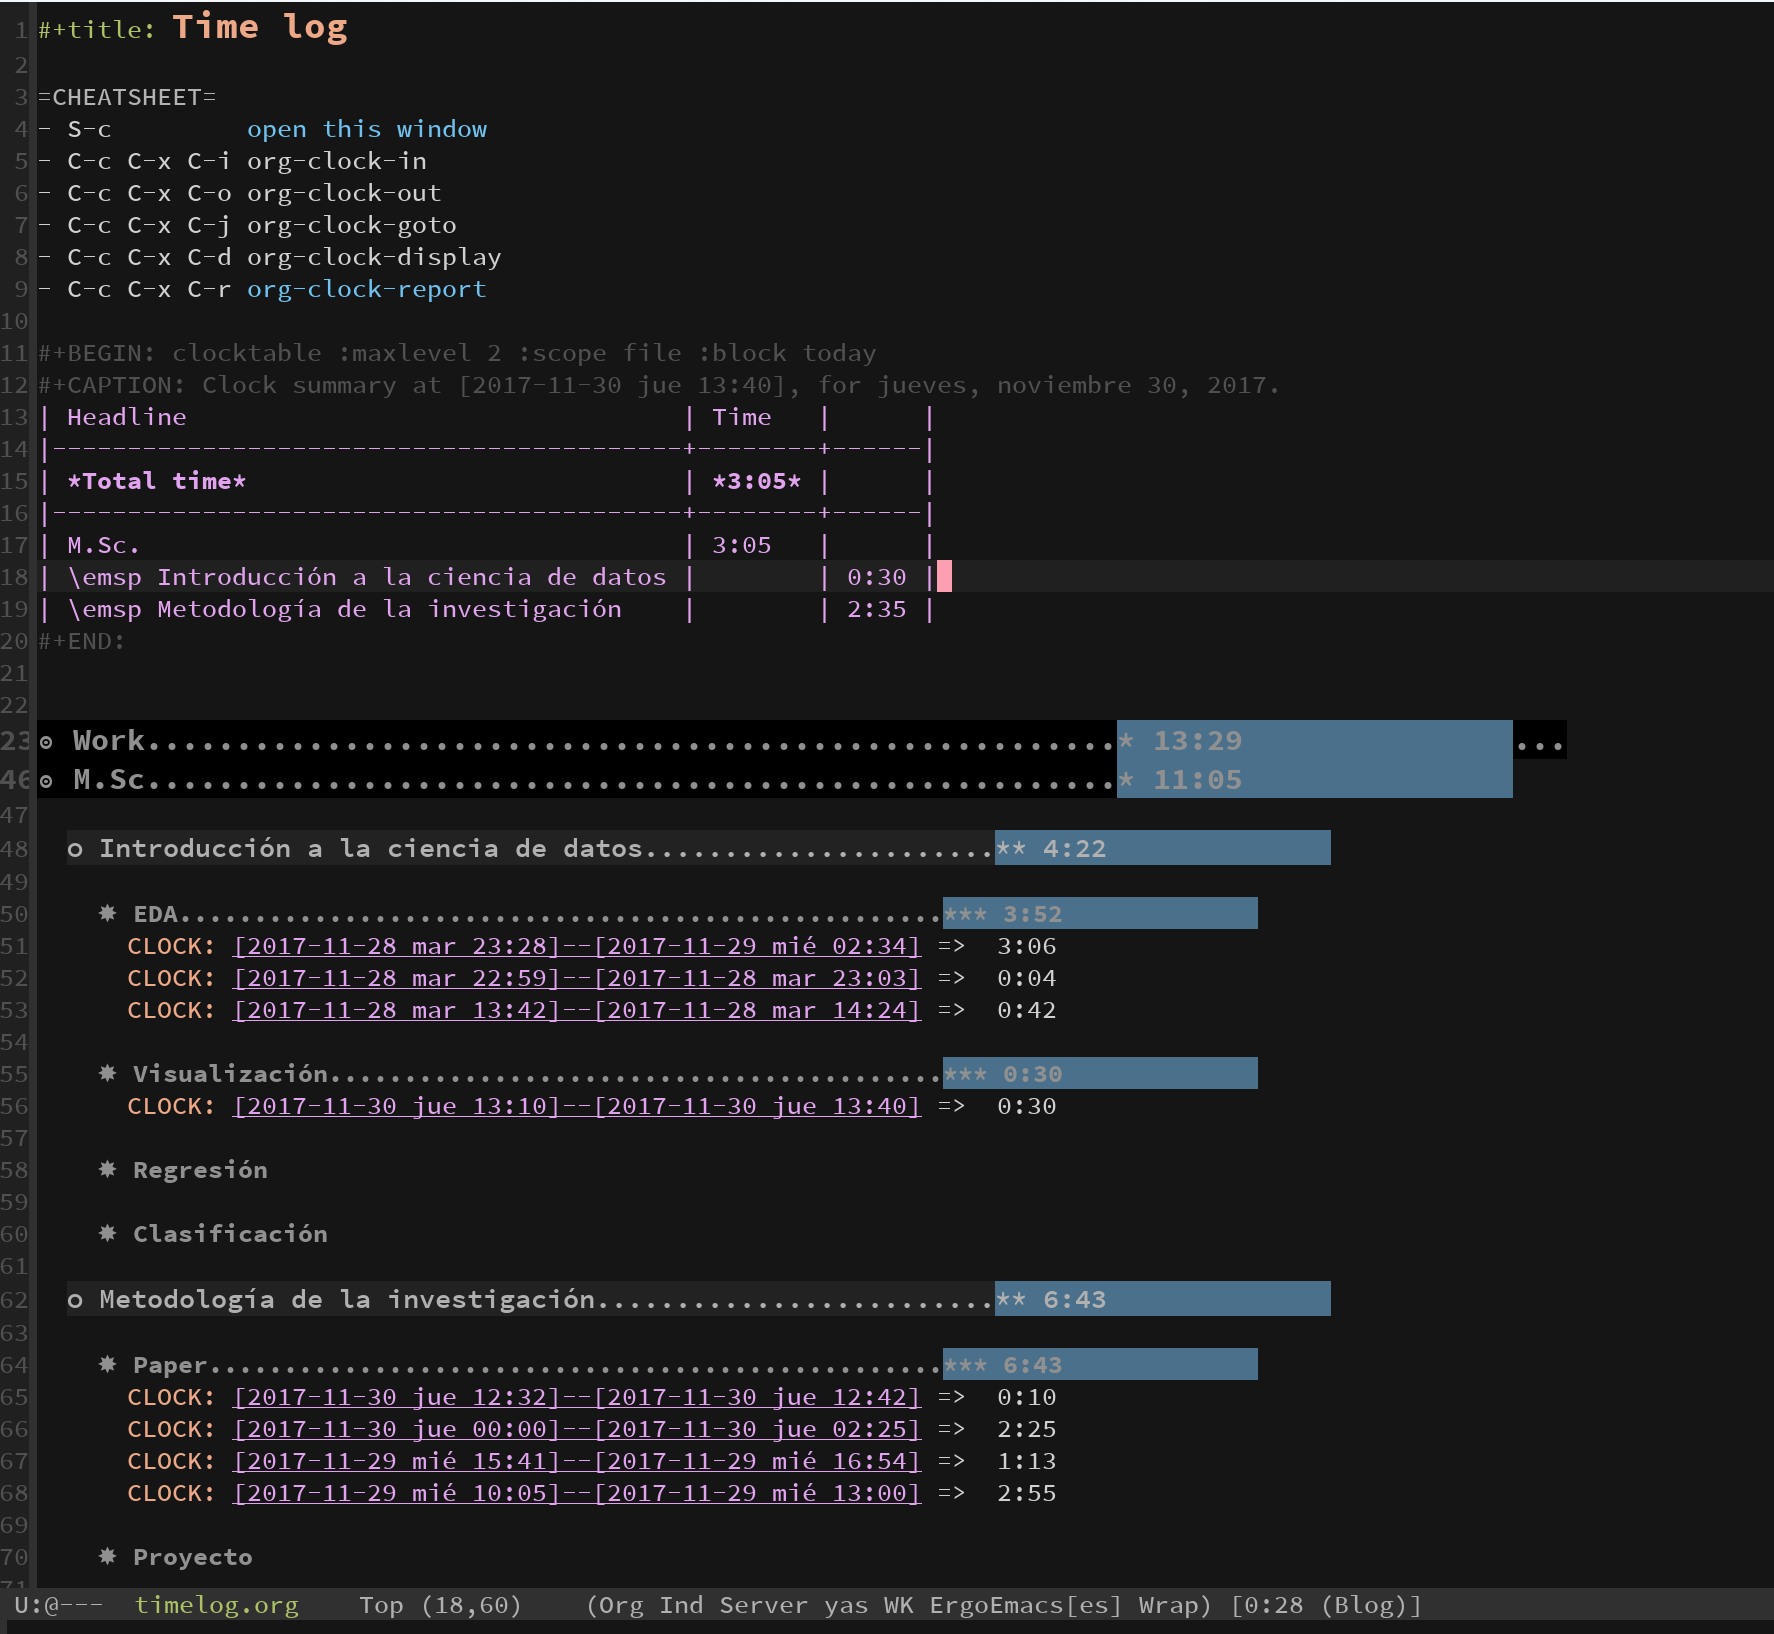 1 #+title: Time log
2
3 =CHEATSHEET=
4 - S-c         open this window
5 - C-c C-x C-i org-clock-in
6 - C-c C-x C-o org-clock-out
7 - C-c C-x C-j org-clock-goto
8 - C-c C-x C-d org-clock-display
9 - C-c C-x C-r org-clock-report
10
11 #+BEGIN: clocktable :maxlevel 2 :scope file :block today
12 #+CAPTION: Clock summary at [2017-11-30 jue 13:40], for jueves, noviembre 30, 2017.
13 | Headline                                 | Time   |      |
14 |------------------------------------------+--------+------|
15 | *Total time*                             | *3:05* |      |
16 |------------------------------------------+--------+------|
17 | M.Sc.                                    | 3:05   |      |
18 | \emsp Introducción a la ciencia de datos |        | 0:30 |
19 | \emsp Metodología de la investigación    |        | 2:35 |
20 #+END:
21
22
23 Work......................................................* 13:29 ...
46 M.Sc......................................................* 11:05
47
48 Introducción a la ciencia de datos......................** 4:22
49
50 EDA...................................................*** 3:52
51 CLOCK: [2017-11-28 mar 23:28]--[2017-11-29 mié 02:34] =>  3:06
52 CLOCK: [2017-11-28 mar 22:59]--[2017-11-28 mar 23:03] =>  0:04
53 CLOCK: [2017-11-28 mar 13:42]--[2017-11-28 mar 14:24] =>  0:42
54
55 Visualización.........................................*** 0:30
56 CLOCK: [2017-11-30 jue 13:10]--[2017-11-30 jue 13:40] =>  0:30
57
58 Regresión
59
60 Clasificación
61
62 Metodología de la investigación.........................** 6:43
63
64 Paper.................................................*** 6:43
65 CLOCK: [2017-11-30 jue 12:32]--[2017-11-30 jue 12:42] =>  0:10
66 CLOCK: [2017-11-30 jue 00:00]--[2017-11-30 jue 02:25] =>  2:25
67 CLOCK: [2017-11-29 mié 15:41]--[2017-11-29 mié 16:54] =>  1:13
68 CLOCK: [2017-11-29 mié 10:05]--[2017-11-29 mié 13:00] =>  2:55
69
70 Proyecto
71
U:@---  timelog.org    Top (18,60)    (Org Ind Server yas WK ErgoEmacs[es] Wrap) [0:28 (Blog)]